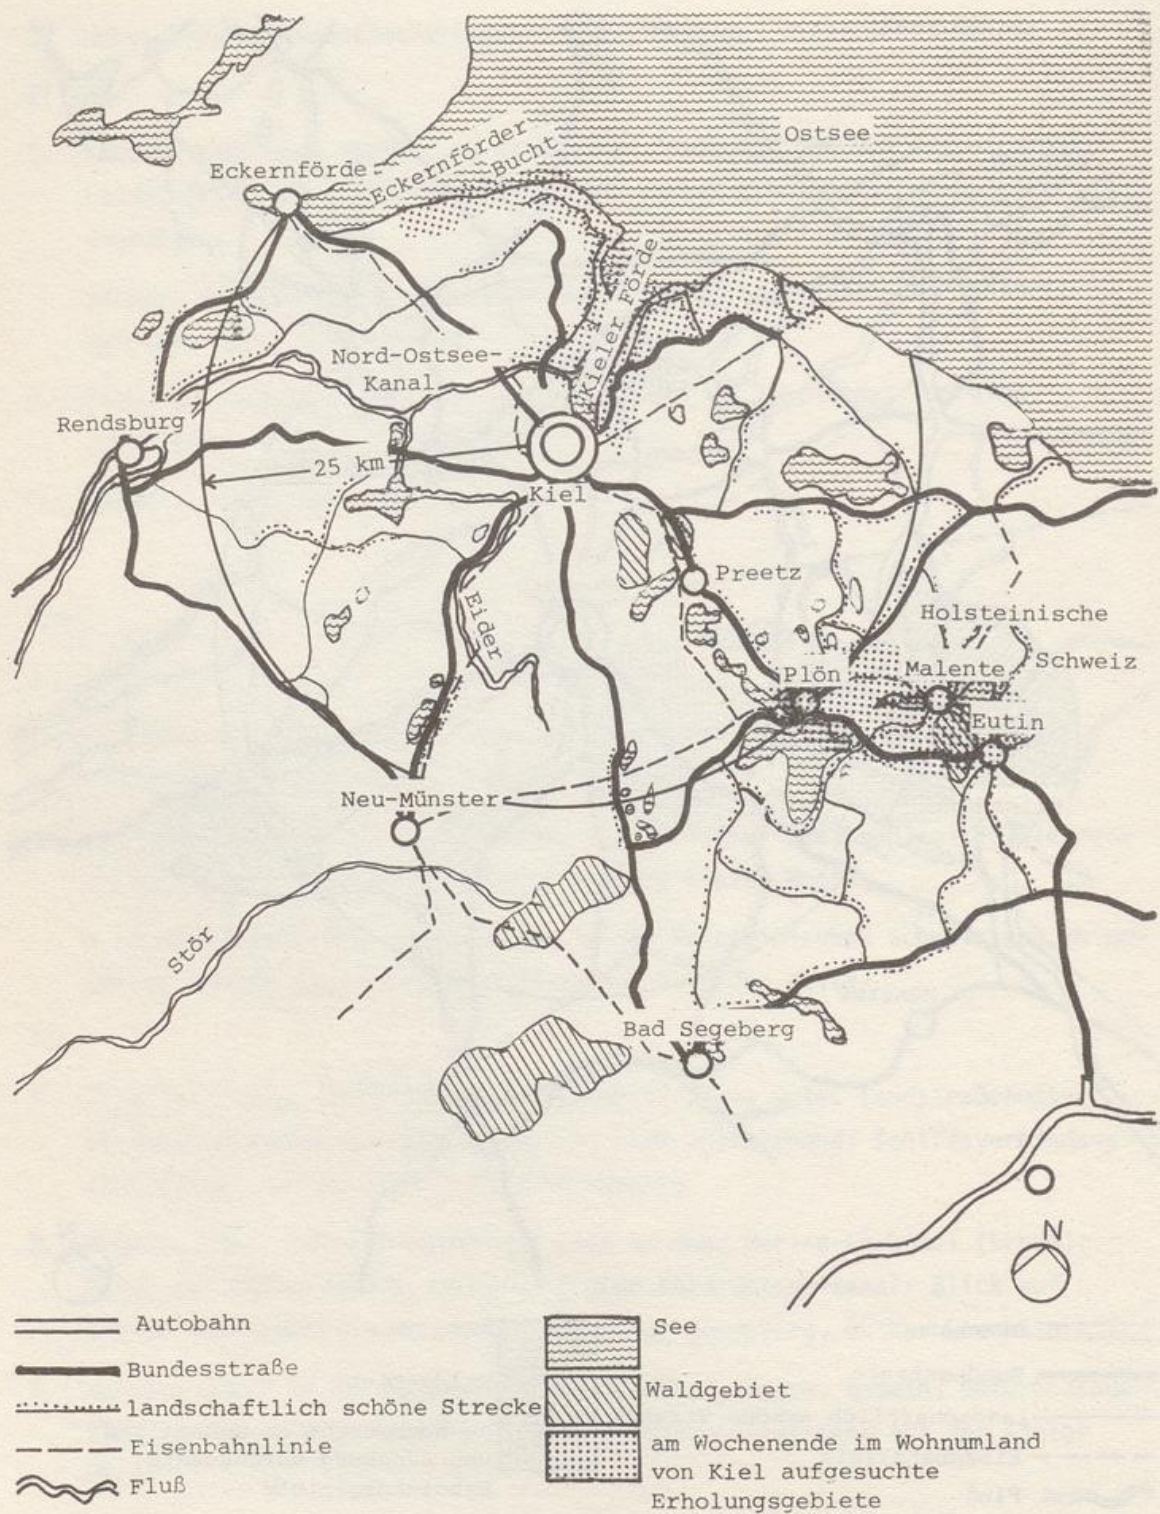 Ostsee
Eckernförder
Bucht
Eckernförde
Kieler Förde
Nord-Ostsee-
Kanal
Rendsburg
25 km
Kiel
Preetz
Eider
Holsteinische
Schweiz
Plön
Malente
Eutin
Neu-Münster
Stör
Bad Segeberg
N
Autobahn
Bundesstraße
landschaftlich schöne Strecke
Eisenbahnlinie
Fluß
See
Waldgebiet
am Wochenende im Wohnumland
von Kiel aufgesuchte
Erholungsgebiete